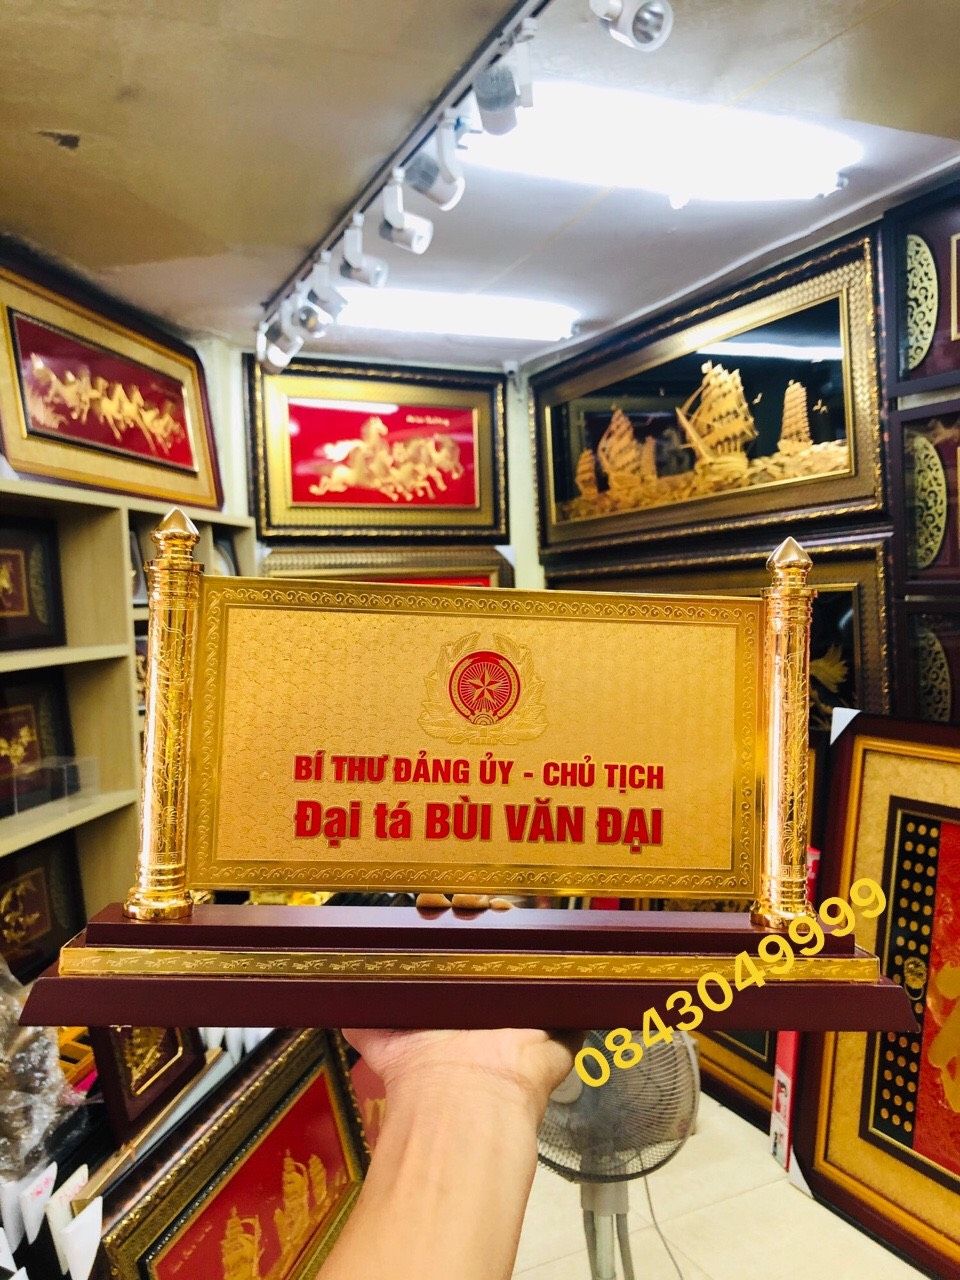 BÍ THƯ ĐẢNG ỦY - CHỦ TỊCH
Đại tá BÙI VĂN ĐẠI
0843049999